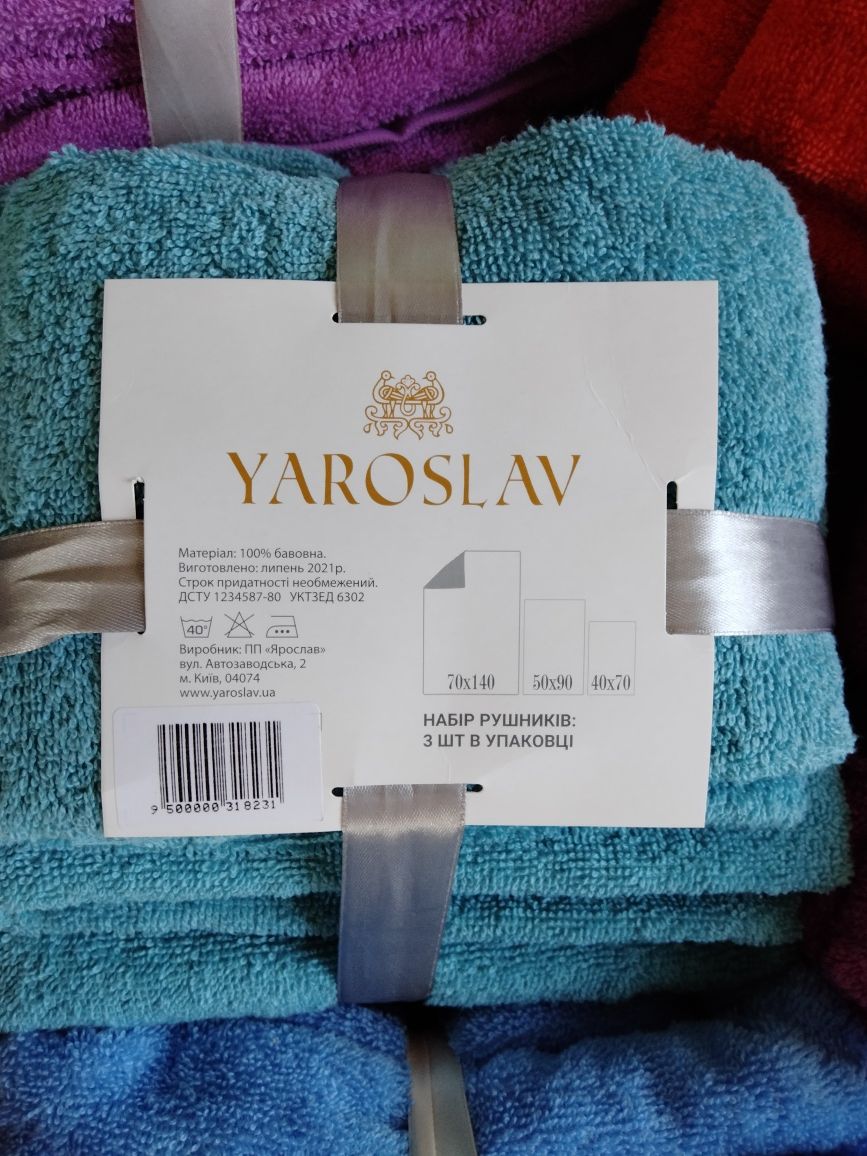 YAROSLAV
Матеріал: 100% бавовна.
Виготовлено: липень 2021р.
Строк придатності необмежений.
ДСТУ 1234587-80 УКТЗЕД 6302
40°
Виробник: ПП «Ярослав»
вул. Автозаводська, 2
м. Київ, 04074
www.yaroslav.ua
70x140 50x90 40x70
НАБІР РУШНИКІВ:
3 ШТ В УПАКОВЦІ
9 500000 318231